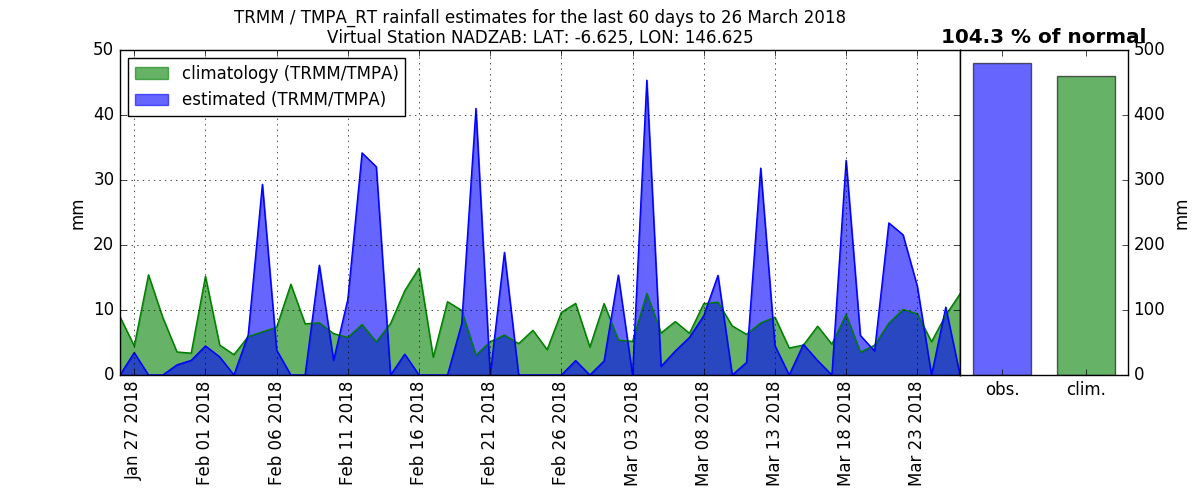 TRMM / TMPA_RT rainfall estimates for the last 60 days to 26 March 2018
Virtual Station NADZAB: LAT: -6.625, LON: 146.625
104.3 % of normal
climatology (TRMM/TMPA)
estimated (TRMM/TMPA)
50
40
30
20
10
0
mm
Jan 27 2018
Feb 01 2018
Feb 06 2018
Feb 11 2018
Feb 16 2018
Feb 21 2018
Feb 26 2018
Mar 03 2018
Mar 08 2018
Mar 13 2018
Mar 18 2018
Mar 23 2018
obs.
clim.
500
400
300
200
100
0
mm